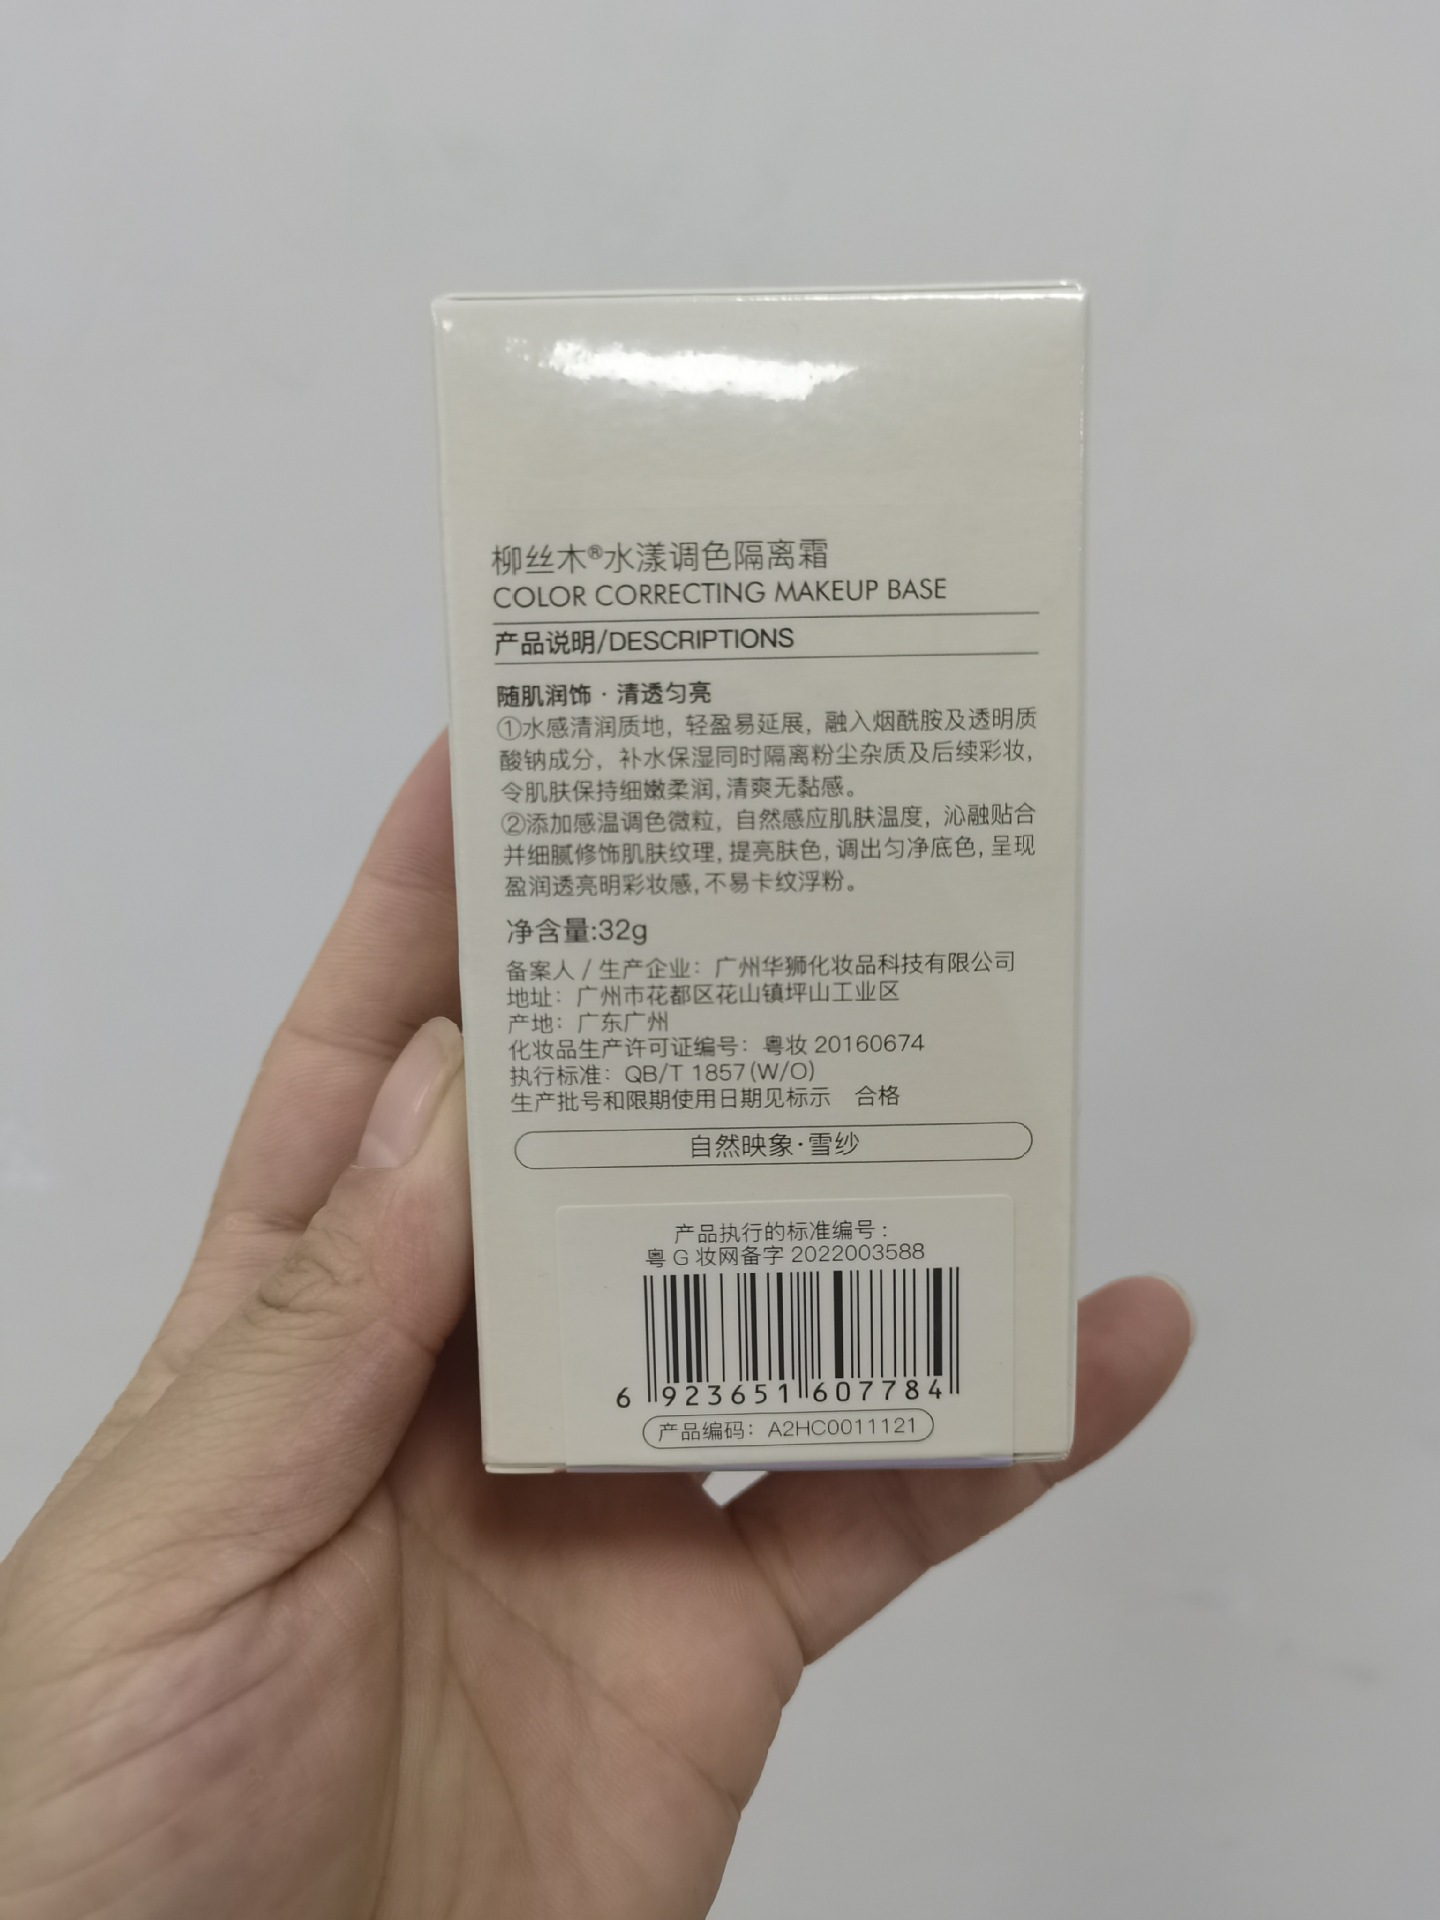 柳丝木®水漾调色隔离霜
COLOR CORRECTING MAKEUP BASE
产品说明/DESCRIPTIONS
随肌润饰·清透匀亮
①水感清润质地，轻盈易延展，融入烟酰胺及透明质
酸钠成分，补水保湿同时隔离粉尘杂质及后续彩妆，
令肌肤保持细嫩柔润,清爽无黏感。
②添加感温调色微粒，自然感应肌肤温度，沁融贴合
并细腻修饰肌肤纹理,提亮肤色,调出匀净底色,呈现
盈润透亮明彩妆感,不易卡纹浮粉。
净含量:32g
备案人/生产企业：广州华狮化妆品科技有限公司
地址：广州市花都区花山镇坪山工业区
产地：广东广州
化妆品生产许可证编号：粤妆 20160674
执行标准：QB/T 1857(W/O)
生产批号和限期使用日期见标示 合格
自然映象·雪纱
产品执行的标准编号:
粤 G 妆网备字 2022003588
6 923651 607784
产品编码：A2HC0011121